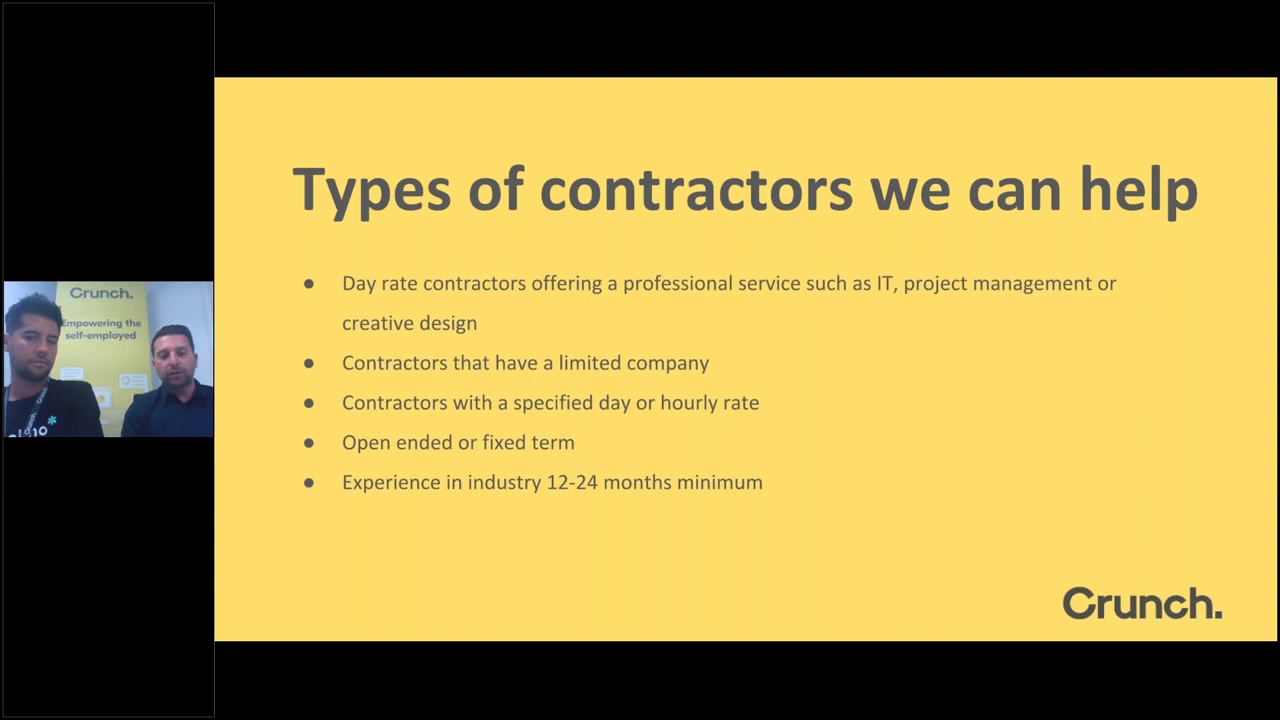 Types of contractors we can help
● Day rate contractors offering a professional service such as IT, project management or
creative design
● Contractors that have a limited company
● Contractors with a specified day or hourly rate
● Open ended or fixed term
● Experience in industry 12-24 months minimum
Crunch.
Crunch.
Empowering the
self-employed